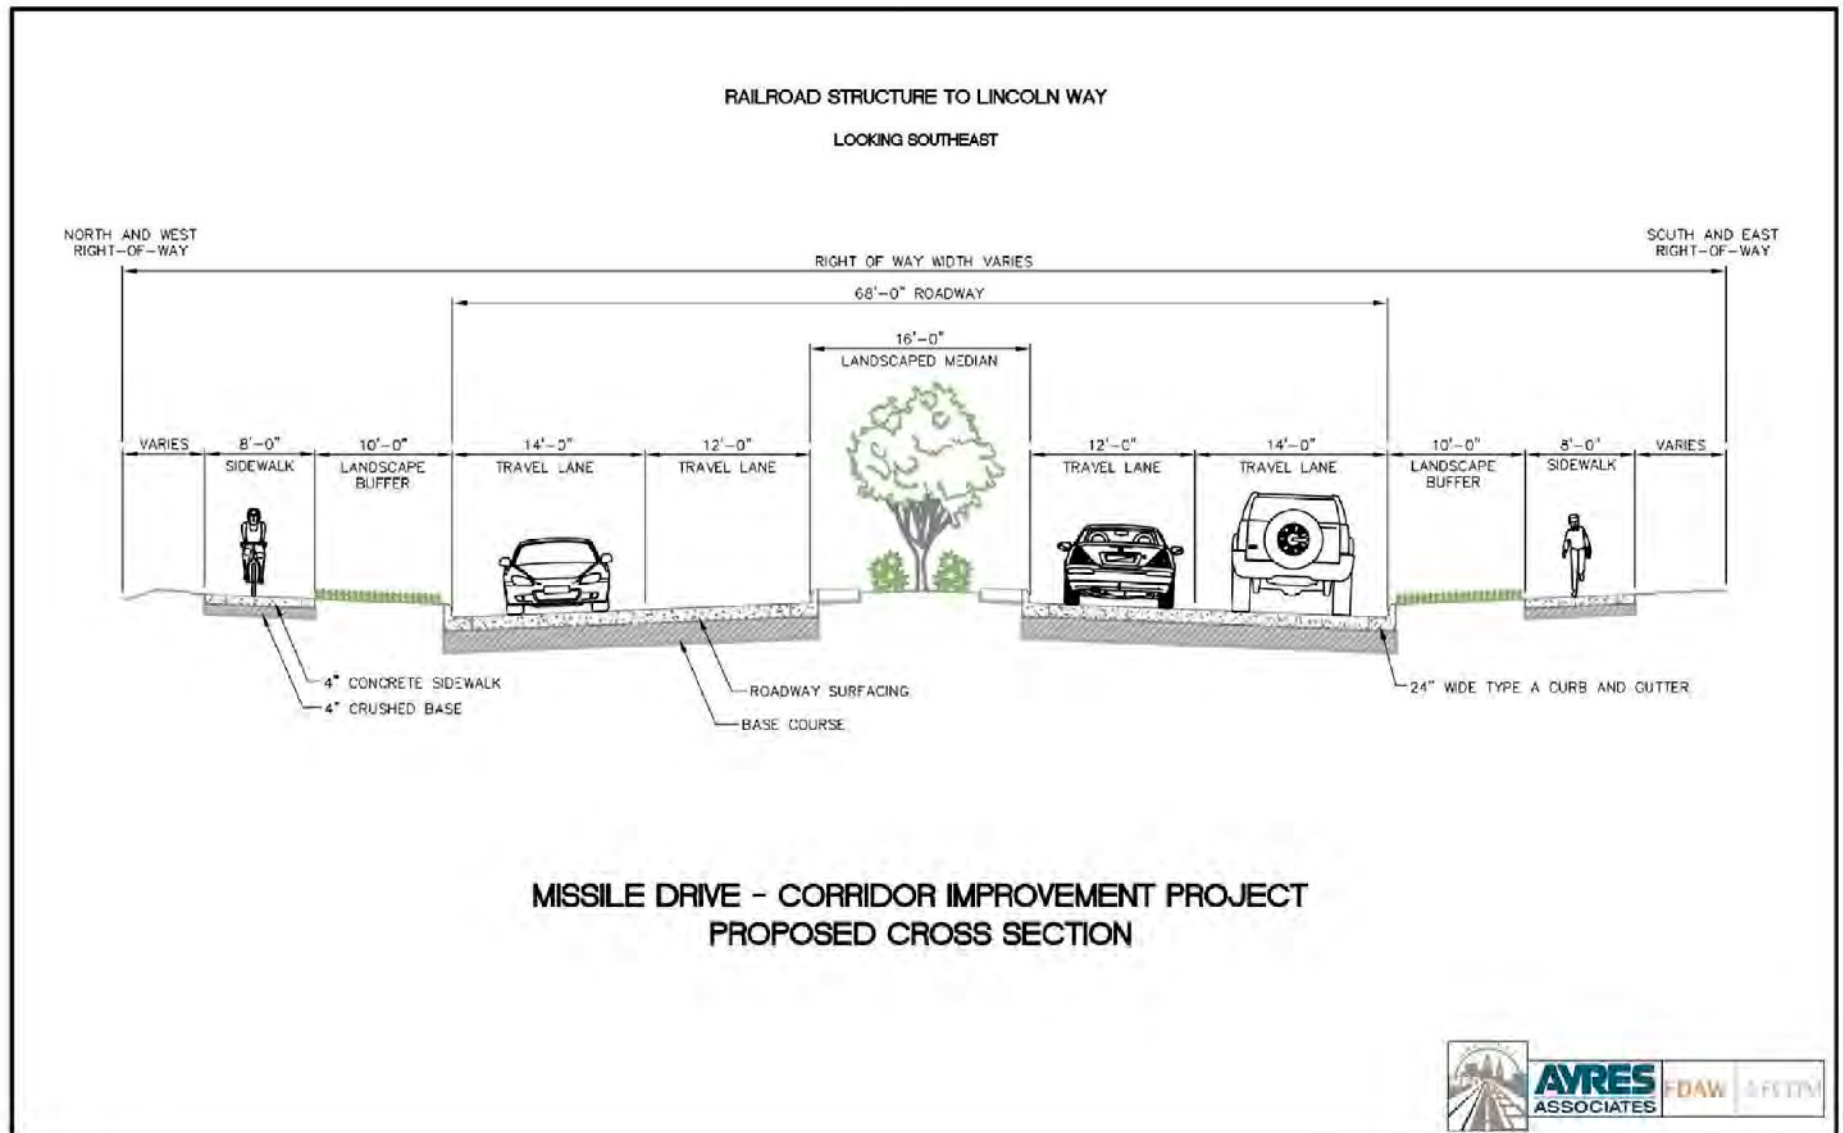 RAILROAD STRUCTURE TO LINCOLN WAY
LOOKING SOUTHEAST
NORTH AND WEST
RIGHT-OF-WAY
SOUTH AND EAST
RIGHT-OF-WAY
RIGHT OF WAY WIDTH VARIES
68'-0" ROADWAY
16'-0"
LANDSCAPED MEDIAN
VARIES
8'-0"
SIDEWALK
10'-0"
LANDSCAPE
BUFFER
14'-0"
TRAVEL LANE
12'-0"
TRAVEL LANE
12'-0"
TRAVEL LANE
14'-0"
TRAVEL LANE
10'-0"
LANDSCAPE
BUFFER
8'-0"
SIDEWALK
VARIES
4" CONCRETE SIDEWALK
4" CRUSHED BASE
ROADWAY SURFACING
BASE COURSE
24" WIDE TYPE A CURB AND GUTTER
MISSILE DRIVE - CORRIDOR IMPROVEMENT PROJECT
PROPOSED CROSS SECTION
AYRES
ASSOCIATES
EDAW
AECOM